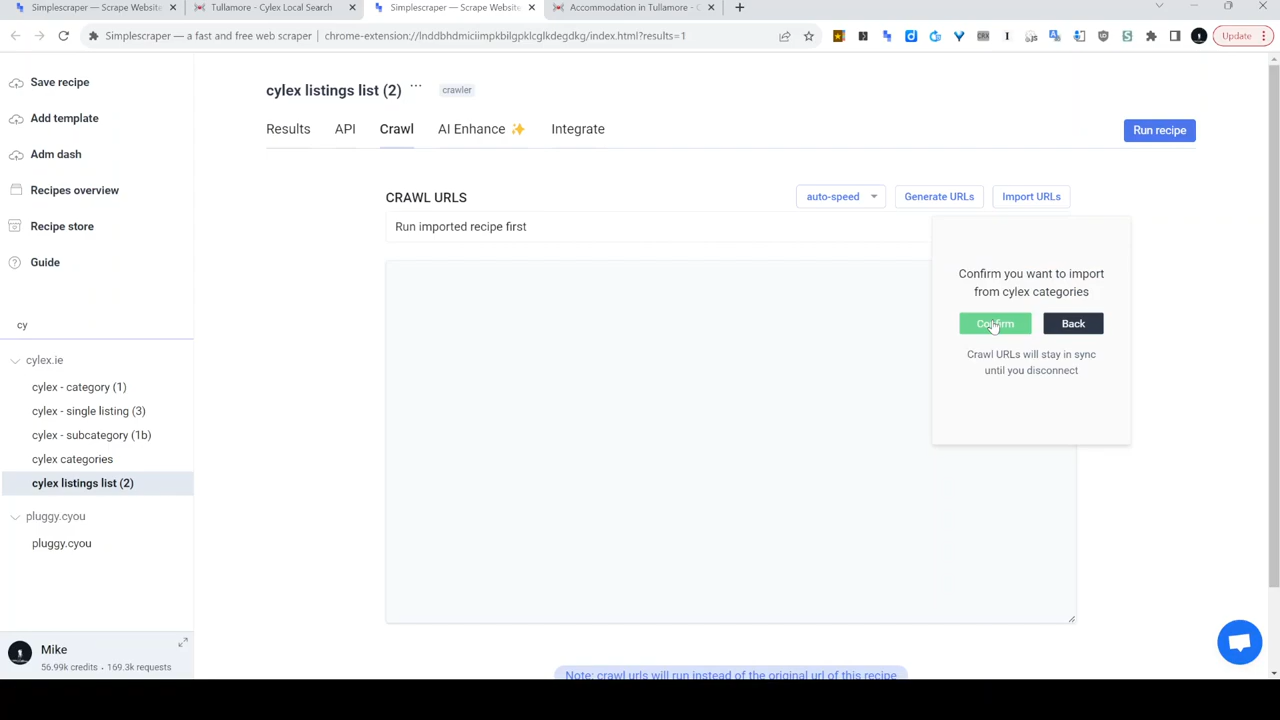 Simplescraper — Scrape Website
Tullamore - Cylex Local Search
Simplescraper — Scrape Website
Accommodation in Tullamore -
Simplescraper — a fast and free web scraper
chrome-extension://lnddbhdmiciimpkbilgpklcglkdegdkg/index.html?results=1
Update
Save recipe
Add template
Adm dash
Recipes overview
Recipe store
Guide
cy
cylex.ie
cylex - category (1)
cylex - single listing (3)
cylex - subcategory (1b)
cylex categories
cylex listings list (2)
pluggy.cyou
pluggy.cyou
Mike
56.99k credits • 169.3k requests
cylex listings list (2) ... crawler
Results API Crawl AI Enhance ✨ Integrate
Run recipe
CRAWL URLS
auto-speed Generate URLs Import URLs
Run imported recipe first
Confirm you want to import
from cylex categories
Confirm Back
Crawl URLs will stay in sync
until you disconnect
Note: crawl urls will run instead of the original url of this recipe